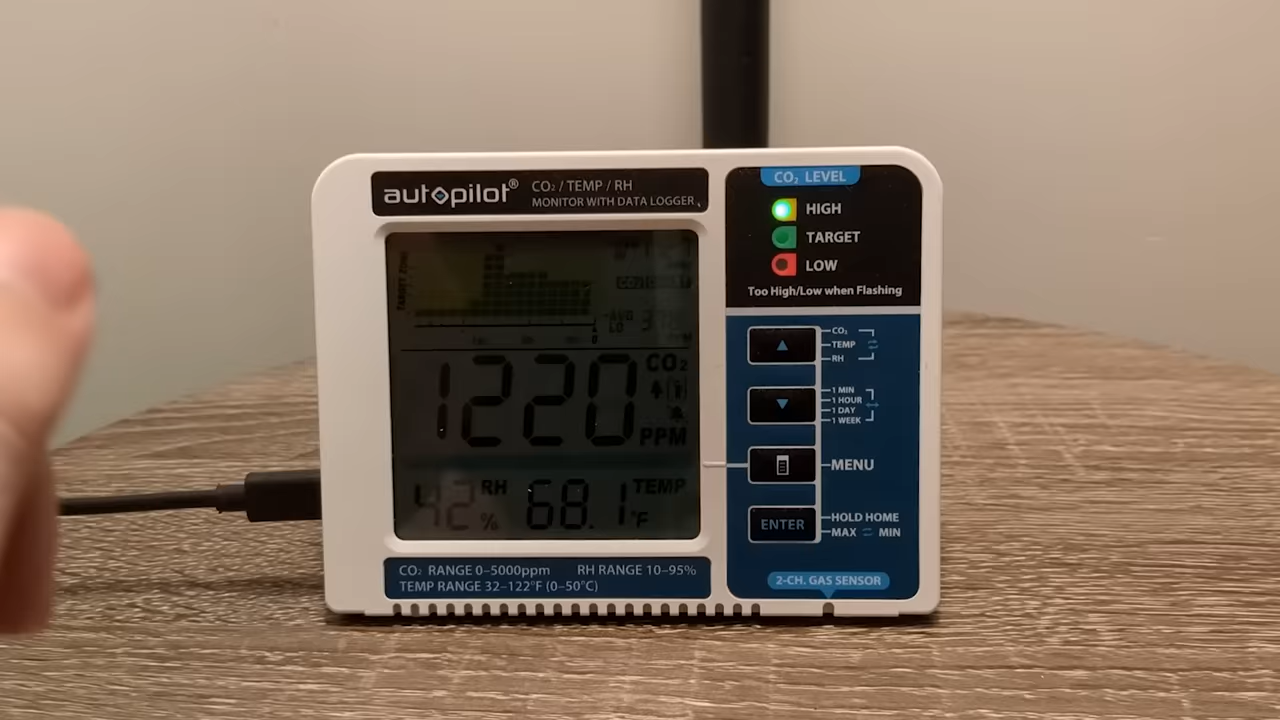 autopilot® CO₂ / TEMP / RH
MONITOR WITH DATA LOGGER
TARGET ZONE
1220 CO₂
PPM
42 RH %
68.1 TEMP °F
CO₂ RANGE 0–5000ppm RH RANGE 10–95%
TEMP RANGE 32–122°F (0–50°C)
CO₂ LEVEL
HIGH
TARGET
LOW
Too High/Low when Flashing
CO₂
TEMP
RH
1 MIN
1 HOUR
1 DAY
1 WEEK
MENU
ENTER
HOLD HOME
MAX MIN
2-CH. GAS SENSOR